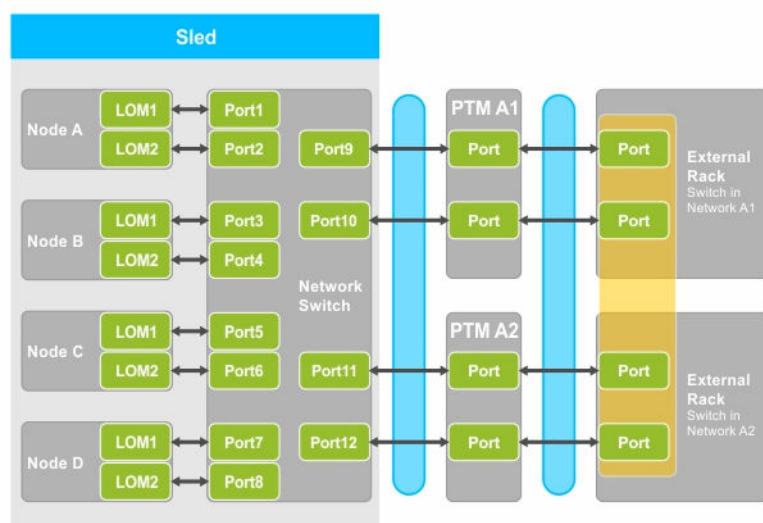 Sled
Node A
LOM1
LOM2
Port1
Port2
Node B
LOM1
LOM2
Port3
Port4
Node C
LOM1
LOM2
Port5
Port6
Node D
LOM1
LOM2
Port7
Port8
Port9
Port10
Network
Switch
Port11
Port12
PTM A1
Port
Port
PTM A2
Port
Port
Port
Port
External
Rack
Switch in
Network A1
Port
Port
External
Rack
Switch in
Network A2